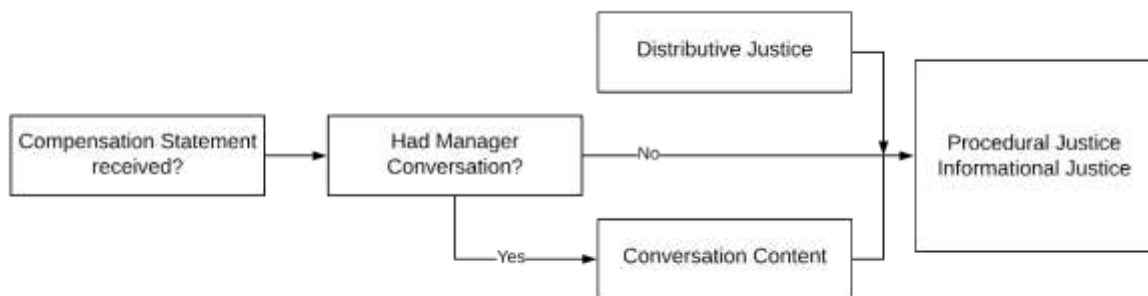 Distributive Justice
Compensation Statement
received?
Had Manager
Conversation?
No
Procedural Justice
Informational Justice
Yes
Conversation Content